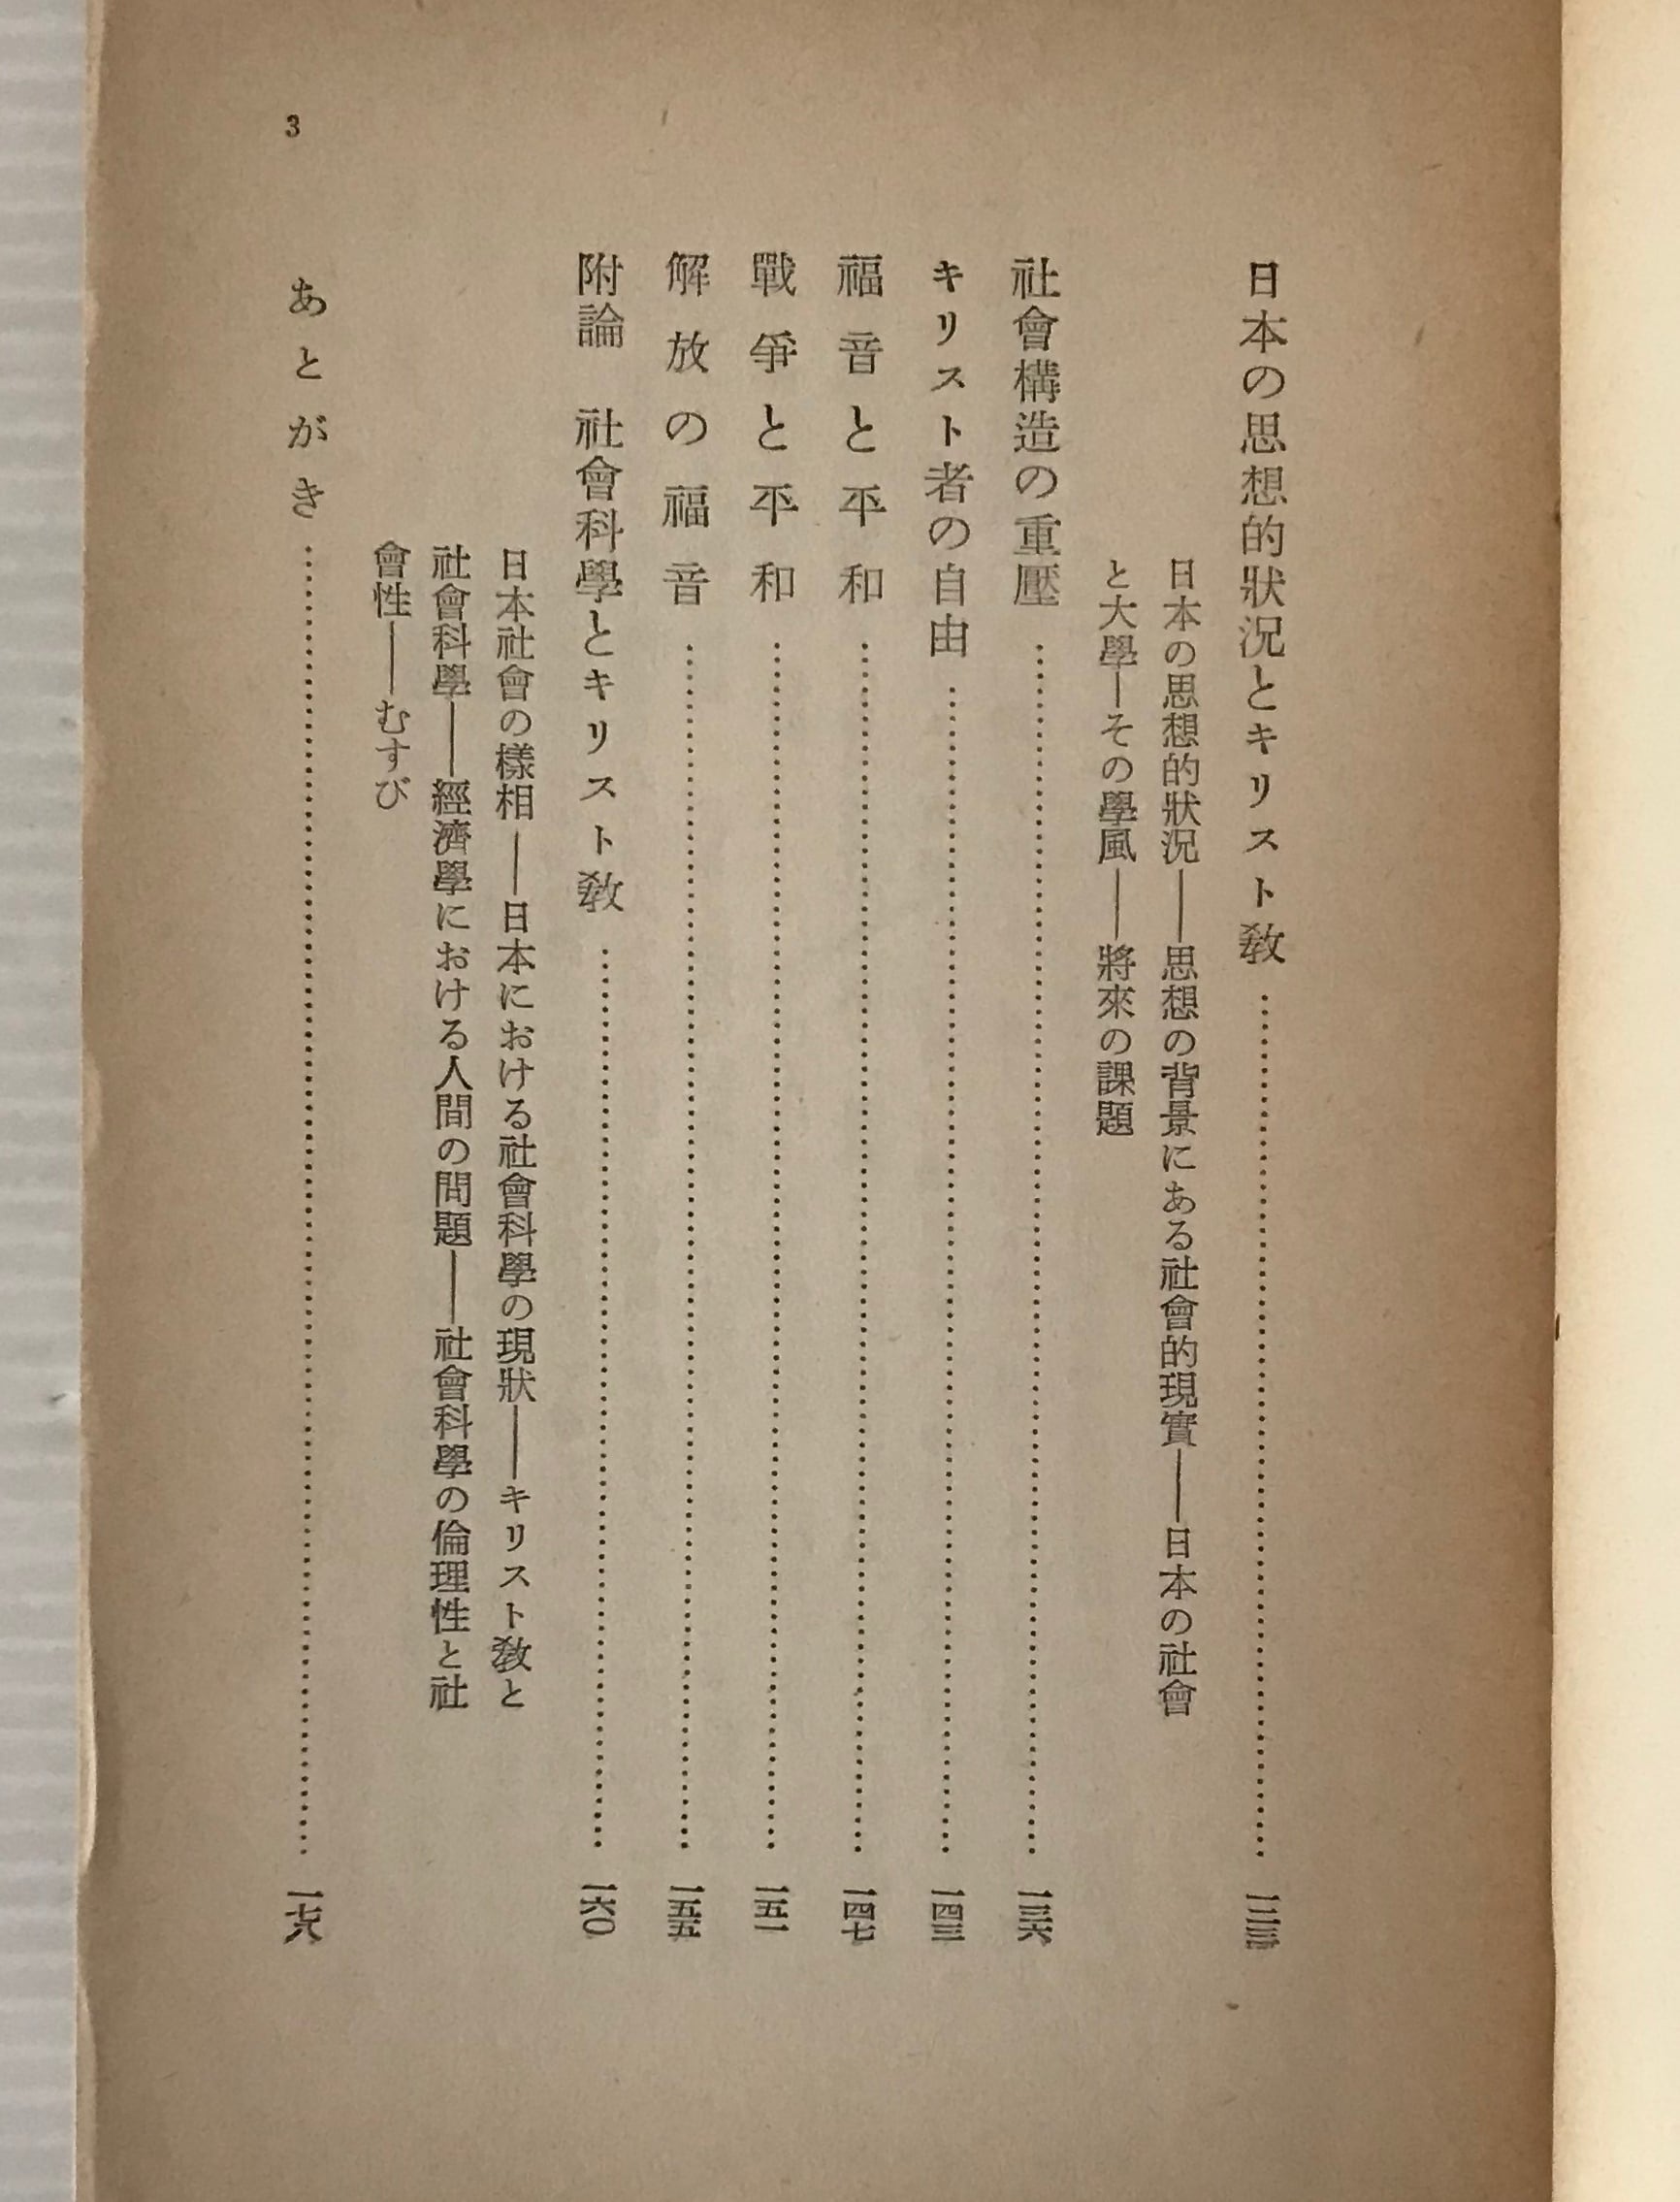 日本の思想的狀況とキリスト敎……一二三
日本の思想的狀況――思想の背景にある社會的現實――日本の社會
と大學―その學風――將來の課題
社會構造の重壓……一三六
キリスト者の自由……一四三
福音と平和……一四七
戰爭と平和……一五一
解放の福音……一五五
附論　社會科學とキリスト敎……一六〇
日本社會の樣相――日本における社會科學の現狀――キリスト敎と
社會科學――經濟學における人間の問題――社會科學の倫理性と社
會性――むすび
あとがき……一七八
3